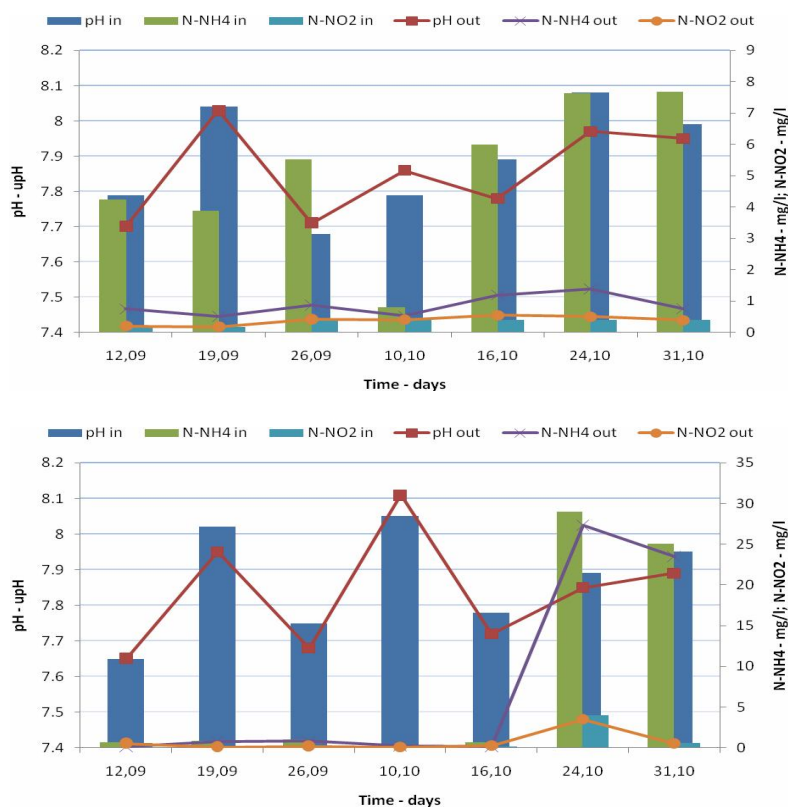 pH in N-NH4 in N-NO2 in pH out N-NH4 out N-NO2 out
8.2 9
8.1 8
8 7
7.9 6
7.8 5
7.7 4
7.6 3
7.5 2
7.4 1
0
pH - upH
N-NH4 - mg/l; N-NO2 - mg/l
12,09 19,09 26,09 10,10 16,10 24,10 31,10
Time - days
pH in N-NH4 in N-NO2 in pH out N-NH4 out N-NO2 out
8.2 35
8.1 30
8 25
7.9 20
7.8 15
7.7 10
7.6 5
7.5 0
7.4
pH - upH
N-NH4 - mg/l; N-NO2 - mg/l
12,09 19,09 26,09 10,10 16,10 24,10 31,10
Time - days